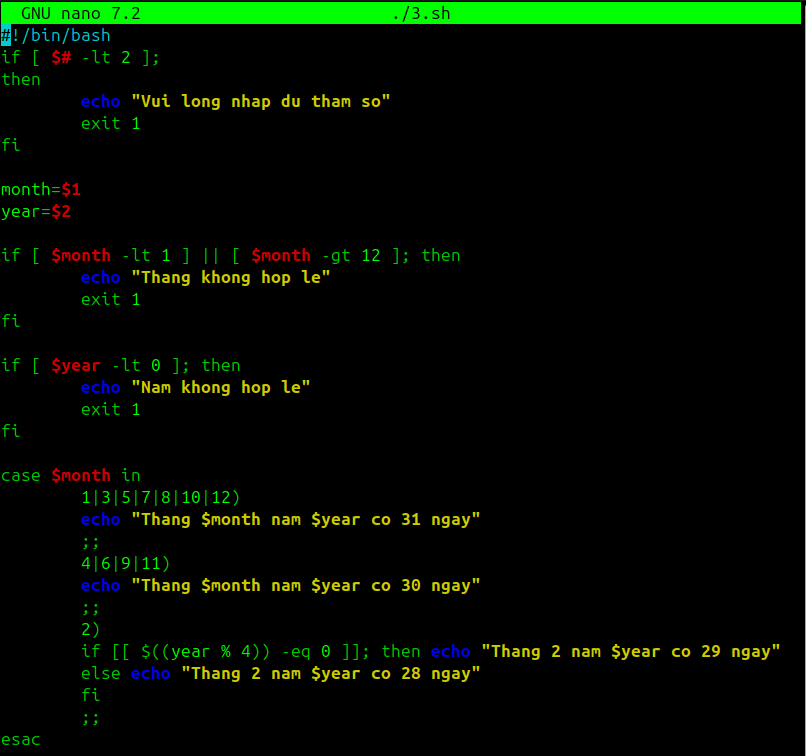 GNU nano 7.2 ./3.sh
#!/bin/bash
if [ $# -lt 2 ];
then
echo "Vui long nhap du tham so"
exit 1
fi
month=$1
year=$2
if [ $month -lt 1 ] || [ $month -gt 12 ]; then
echo "Thang khong hop le"
exit 1
fi
if [ $year -lt 0 ]; then
echo "Nam khong hop le"
exit 1
fi
case $month in
1|3|5|7|8|10|12)
echo "Thang $month nam $year co 31 ngay"
;;
4|6|9|11)
echo "Thang $month nam $year co 30 ngay"
;;
2)
if [[ $((year % 4)) -eq 0 ]]; then echo "Thang 2 nam $year co 29 ngay"
else echo "Thang 2 nam $year co 28 ngay"
fi
;;
esac